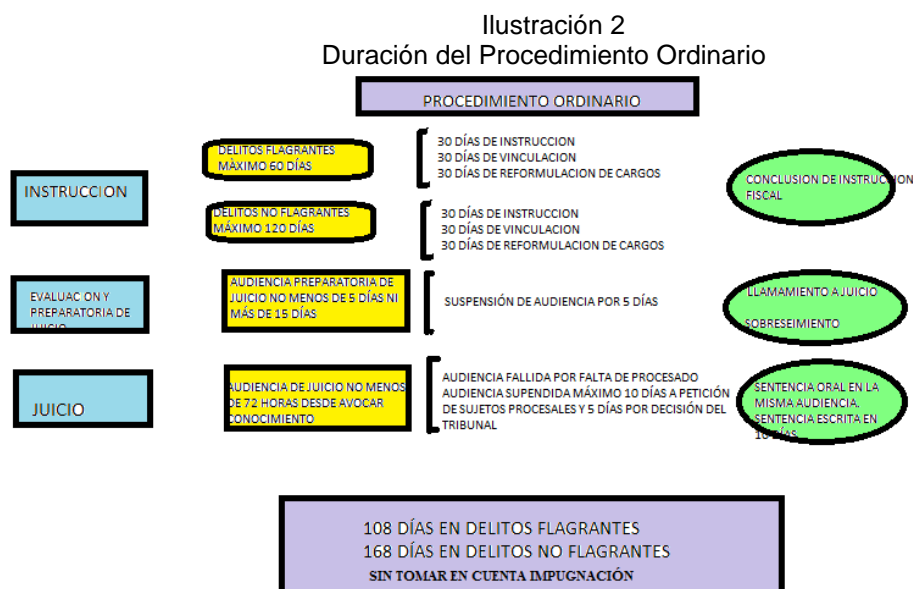 Ilustración 2
Duración del Procedimiento Ordinario
PROCEDIMIENTO ORDINARIO
INSTRUCCION
DELITOS FLAGRANTES
MÀXIMO 60 DÍAS
30 DÍAS DE INSTRUCCION
30 DÍAS DE VINCULACION
30 DÍAS DE REFORMULACION DE CARGOS
DELITOS NO FLAGRANTES
MÁXIMO 120 DÍAS
30 DÍAS DE INSTRUCCION
30 DÍAS DE VINCULACION
30 DÍAS DE REFORMULACION DE CARGOS
CONCLUSION DE INSTRUCCION
FISCAL
EVALUACION Y
PREPARATORIA DE
JUICIO
AUDIENCIA PREPARATORIA DE
JUICIO NO MENOS DE 5 DÍAS NI
MÁS DE 15 DÍAS
SUSPENSIÓN DE AUDIENCIA POR 5 DÍAS
LLAMAMIENTO A JUICIO
SOBRESEIMIENTO
JUICIO
AUDIENCIA DE JUICIO NO MENOS
DE 72 HORAS DESDE AVOCAR
CONOCIMIENTO
AUDIENCIA FALLIDA POR FALTA DE PROCESADO
AUDIENCIA SUPENDIDA MÁXIMO 10 DÍAS A PETICIÓN
DE SUJETOS PROCESALES Y 5 DÍAS POR DECISIÓN DEL
TRIBUNAL
SENTENCIA ORAL EN LA
MISMA AUDIENCIA.
SENTENCIA ESCRITA EN
10 DÍAS
108 DÍAS EN DELITOS FLAGRANTES
168 DÍAS EN DELITOS NO FLAGRANTES
SIN TOMAR EN CUENTA IMPUGNACIÓN